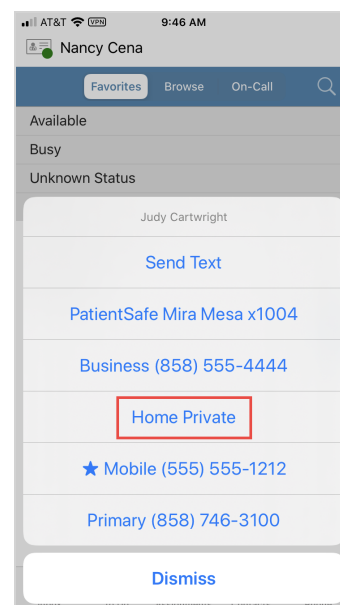 AT&T VPN 9:46 AM
Nancy Cena
Favorites Browse On-Call
Available
Busy
Unknown Status
Judy Cartwright
Send Text
PatientSafe Mira Mesa x1004
Business (858) 555-4444
Home Private
★ Mobile (555) 555-1212
Primary (858) 746-3100
Dismiss